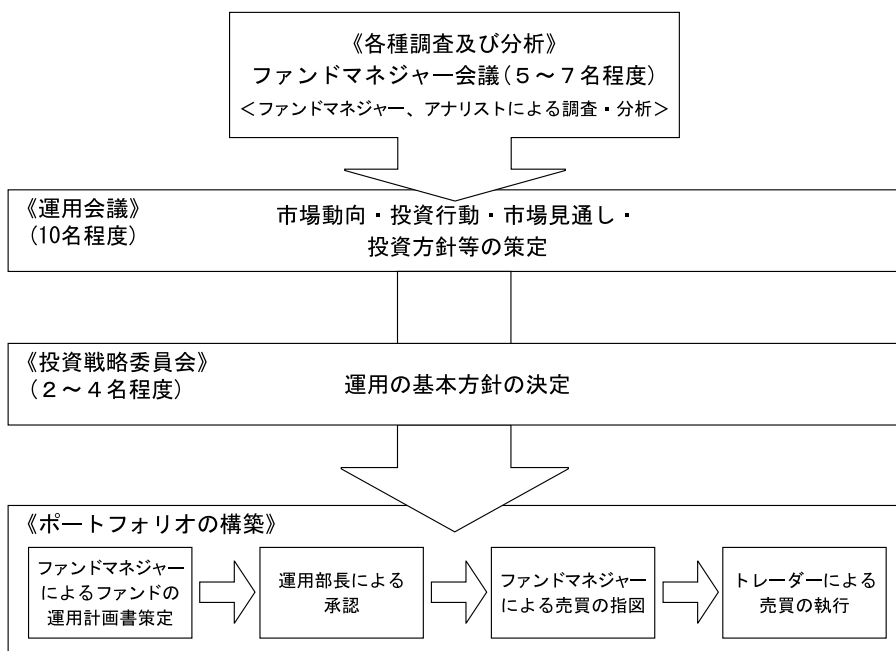 《各種調査及び分析》
ファンドマネジャー会議(5～7名程度)
＜ファンドマネジャー、アナリストによる調査・分析＞
《運用会議》
(10名程度)
市場動向・投資行動・市場見通し・
投資方針等の策定
《投資戦略委員会》
(2～4名程度)
運用の基本方針の決定
《ポートフォリオの構築》
ファンドマネジャー
によるファンドの
運用計画書策定
運用部長による
承認
ファンドマネジャー
による売買の指図
トレーダーによる
売買の執行